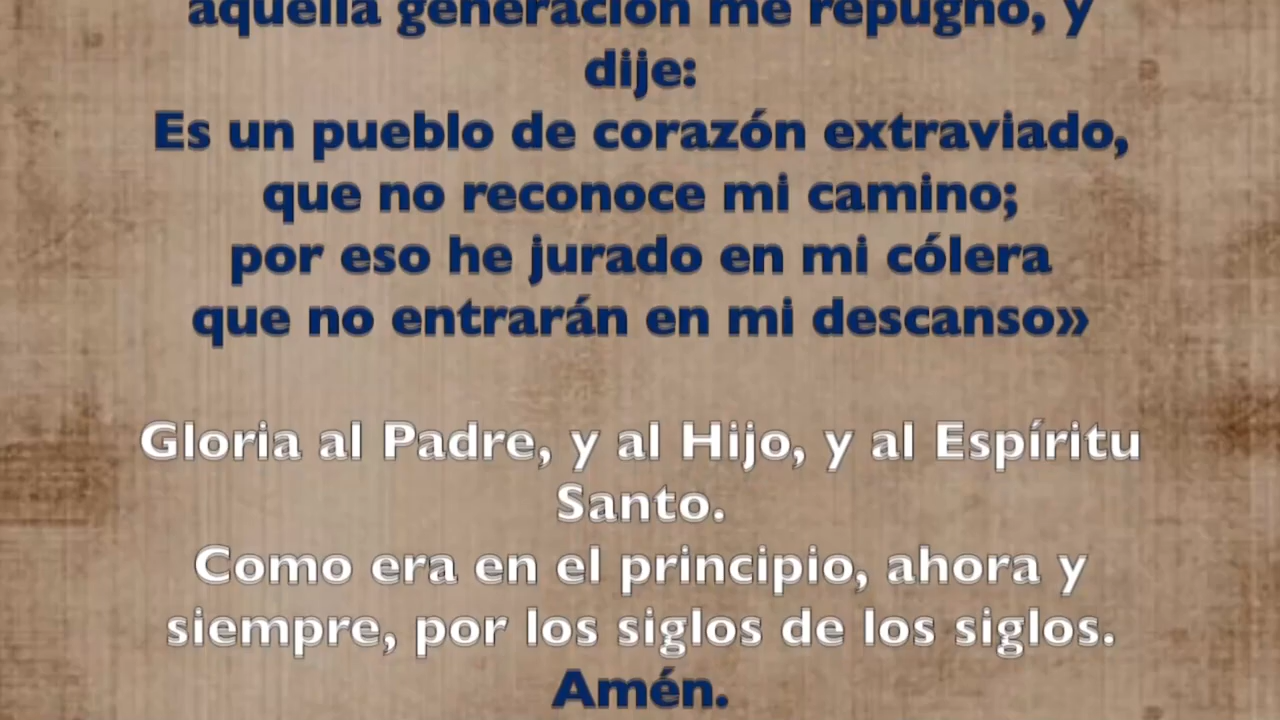 aquella generación me repugnó, y
dije:
Es un pueblo de corazón extraviado,
que no reconoce mi camino;
por eso he jurado en mi cólera
que no entrarán en mi descanso»
Gloria al Padre, y al Hijo, y al Espíritu
Santo.
Como era en el principio, ahora y
siempre, por los siglos de los siglos.
Amén.